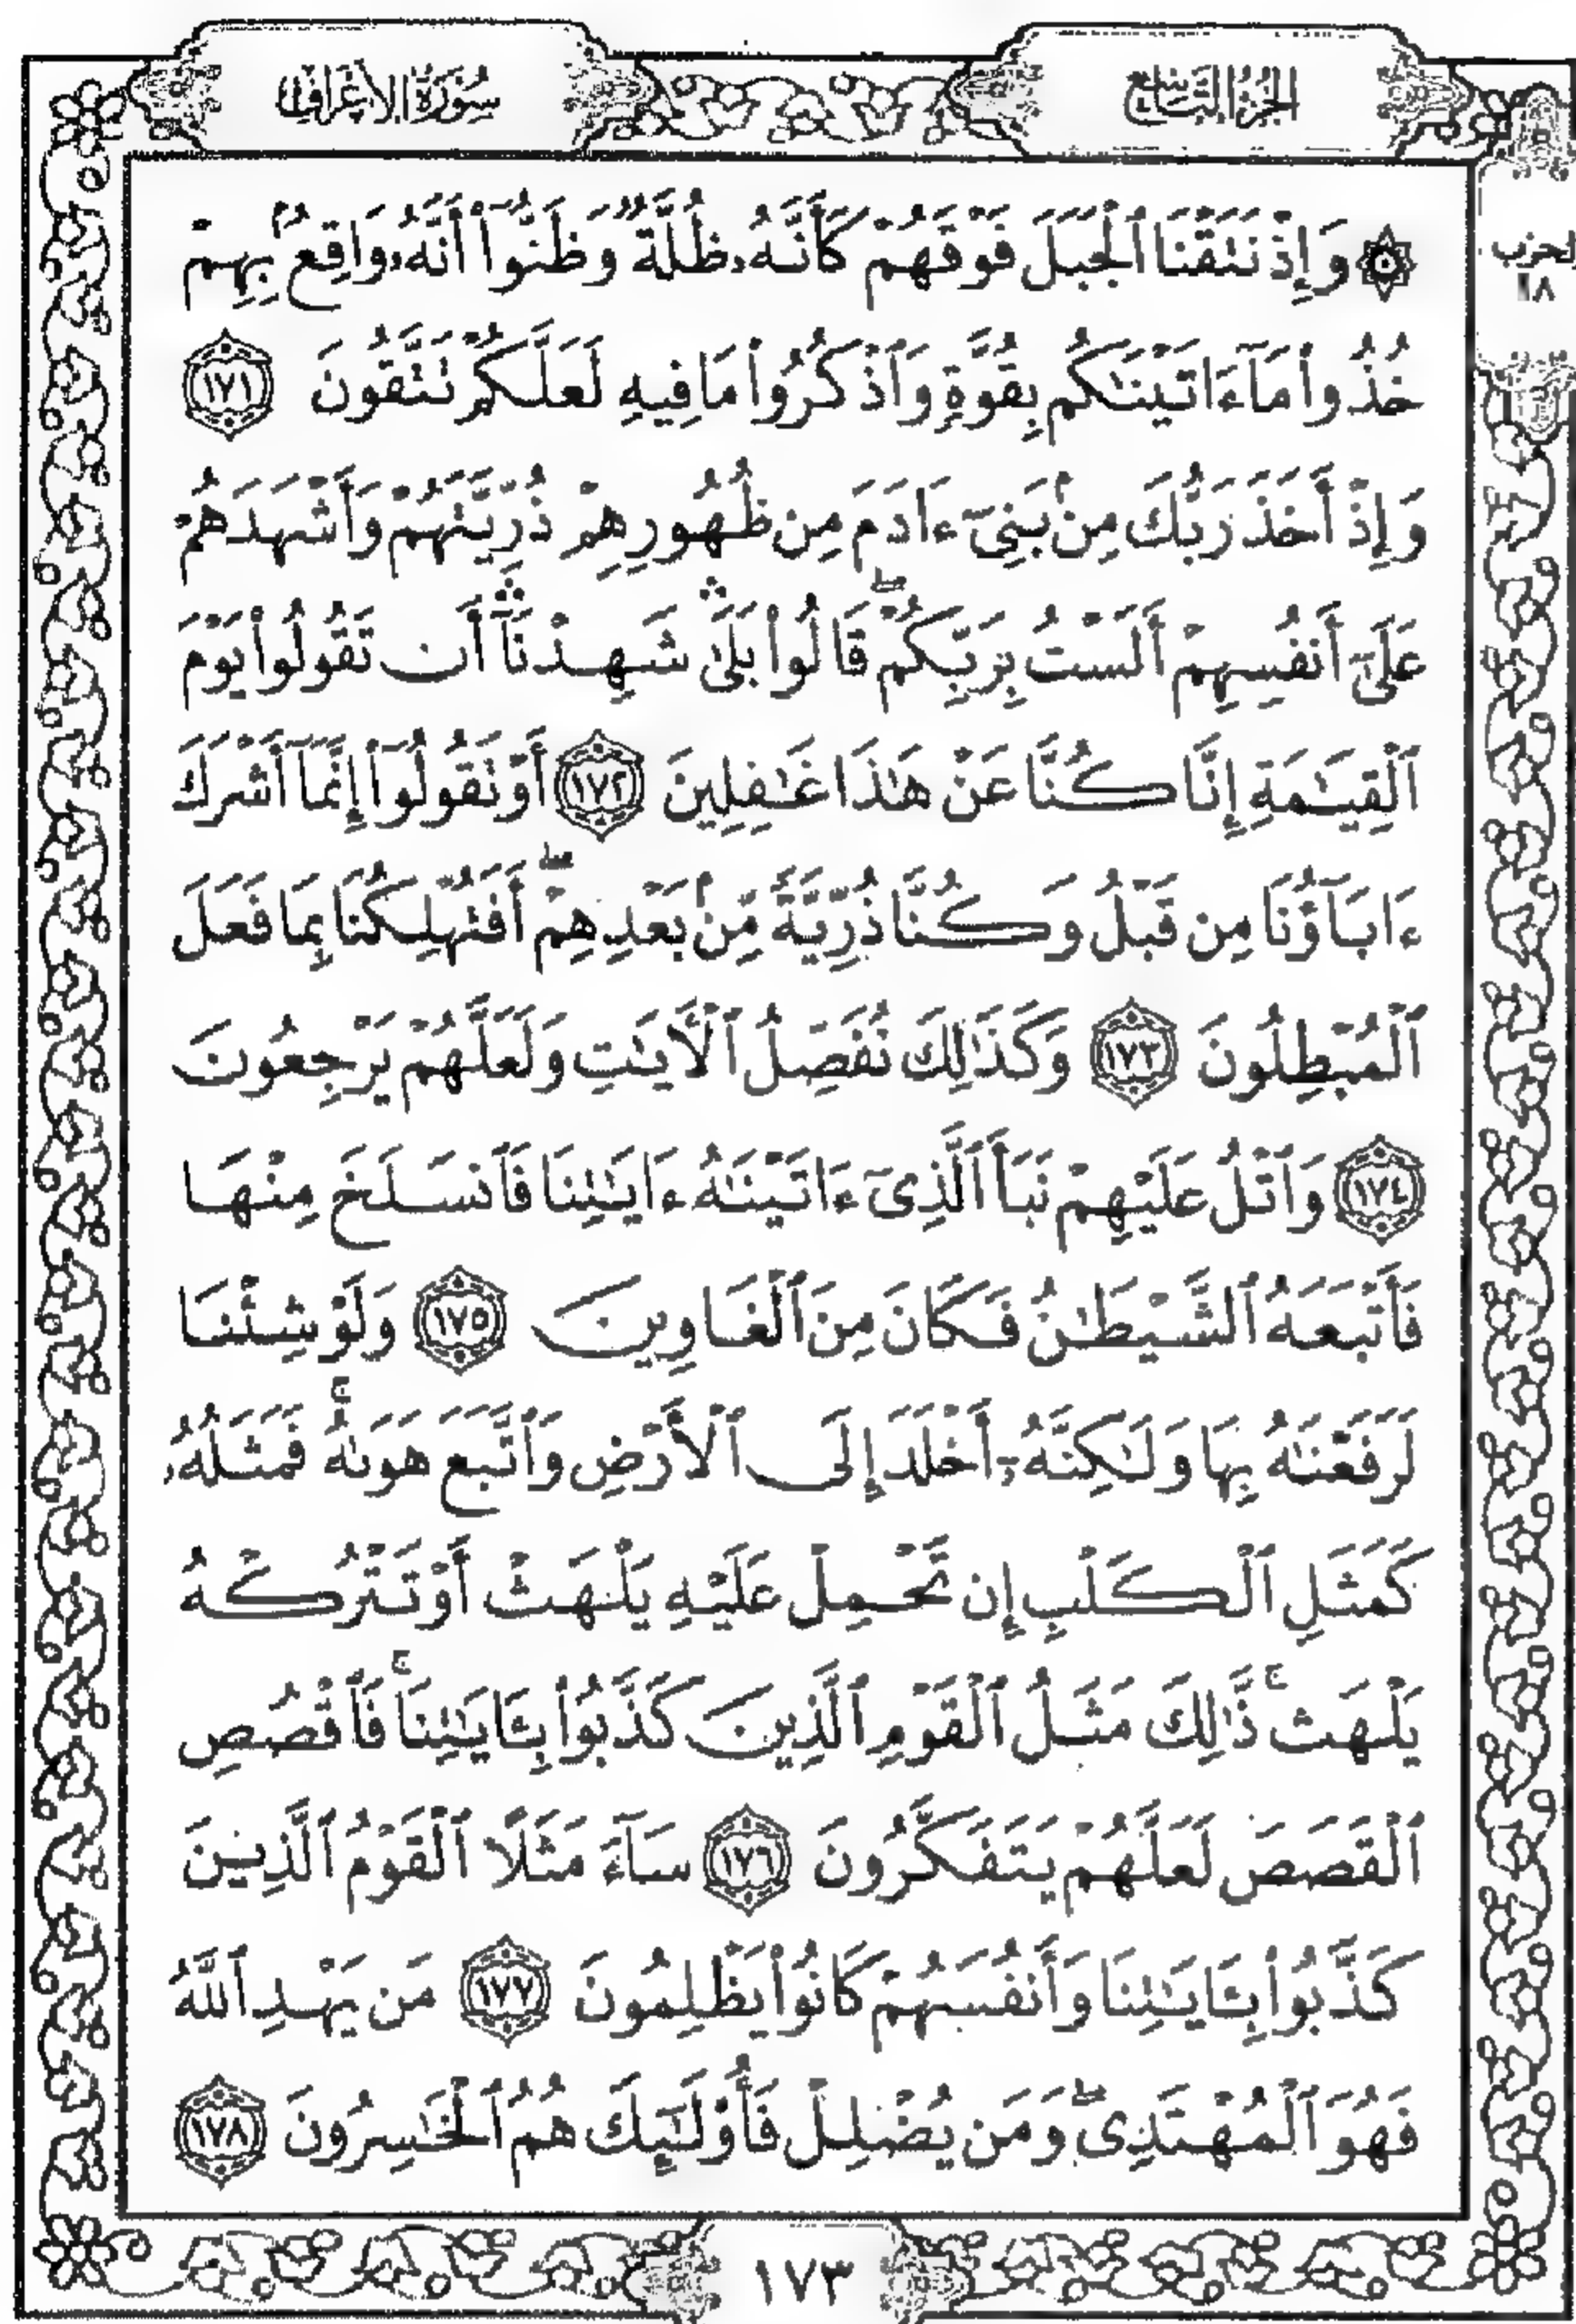 الجزء التاسع
سورة الأعراف
الحزب
١٨
۞ وَإِذْ نَتَقْنَا ٱلْجَبَلَ فَوْقَهُمْ كَأَنَّهُۥ ظُلَّةٌ وَظَنُّوٓا۟ أَنَّهُۥ وَاقِعٌۢ بِهِمْ
خُذُوا۟ مَآ ءَاتَيْنَـٰكُم بِقُوَّةٍ وَٱذْكُرُوا۟ مَا فِيهِ لَعَلَّكُمْ تَتَّقُونَ ١٧١
وَإِذْ أَخَذَ رَبُّكَ مِنۢ بَنِىٓ ءَادَمَ مِن ظُهُورِهِمْ ذُرِّيَّتَهُمْ وَأَشْهَدَهُمْ
عَلَىٰٓ أَنفُسِهِمْ أَلَسْتُ بِرَبِّكُمْ ۖ قَالُوا۟ بَلَىٰ ۛ شَهِدْنَآ ۛ أَن تَقُولُوا۟ يَوْمَ
ٱلْقِيَـٰمَةِ إِنَّا كُنَّا عَنْ هَـٰذَا غَـٰفِلِينَ ١٧٢ أَوْ تَقُولُوٓا۟ إِنَّمَآ أَشْرَكَ
ءَابَآؤُنَا مِن قَبْلُ وَكُنَّا ذُرِّيَّةً مِّنۢ بَعْدِهِمْ ۖ أَفَتُهْلِكُنَا بِمَا فَعَلَ
ٱلْمُبْطِلُونَ ١٧٣ وَكَذَٰلِكَ نُفَصِّلُ ٱلْـَٔايَـٰتِ وَلَعَلَّهُمْ يَرْجِعُونَ
١٧٤ وَٱتْلُ عَلَيْهِمْ نَبَأَ ٱلَّذِىٓ ءَاتَيْنَـٰهُ ءَايَـٰتِنَا فَٱنسَلَخَ مِنْهَا
فَأَتْبَعَهُ ٱلشَّيْطَـٰنُ فَكَانَ مِنَ ٱلْغَاوِينَ ١٧٥ وَلَوْ شِئْنَا
لَرَفَعْنَـٰهُ بِهَا وَلَـٰكِنَّهُۥٓ أَخْلَدَ إِلَى ٱلْأَرْضِ وَٱتَّبَعَ هَوَىٰهُ ۚ فَمَثَلُهُۥ
كَمَثَلِ ٱلْكَلْبِ إِن تَحْمِلْ عَلَيْهِ يَلْهَثْ أَوْ تَتْرُكْهُ
يَلْهَث ۚ ذَّٰلِكَ مَثَلُ ٱلْقَوْمِ ٱلَّذِينَ كَذَّبُوا۟ بِـَٔايَـٰتِنَا ۚ فَٱقْصُصِ
ٱلْقَصَصَ لَعَلَّهُمْ يَتَفَكَّرُونَ ١٧٦ سَآءَ مَثَلًا ٱلْقَوْمُ ٱلَّذِينَ
كَذَّبُوا۟ بِـَٔايَـٰتِنَا وَأَنفُسَهُمْ كَانُوا۟ يَظْلِمُونَ ١٧٧ مَن يَهْدِ ٱللَّهُ
فَهُوَ ٱلْمُهْتَدِى ۖ وَمَن يُضْلِلْ فَأُو۟لَـٰٓئِكَ هُمُ ٱلْخَـٰسِرُونَ ١٧٨
١٧٣